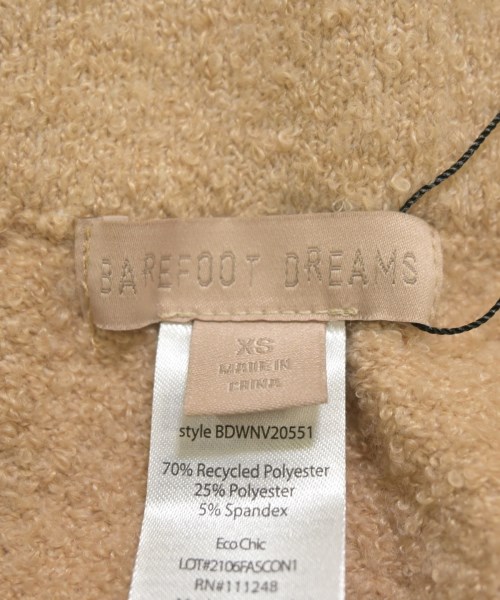 BAREFOOT DREAMS
XS
MADE IN
CHINA
style BDWNV20551
70% Recycled Polyester
25% Polyester
5% Spandex
Eco Chic
LOT#2106FA5CON1
RN#111248